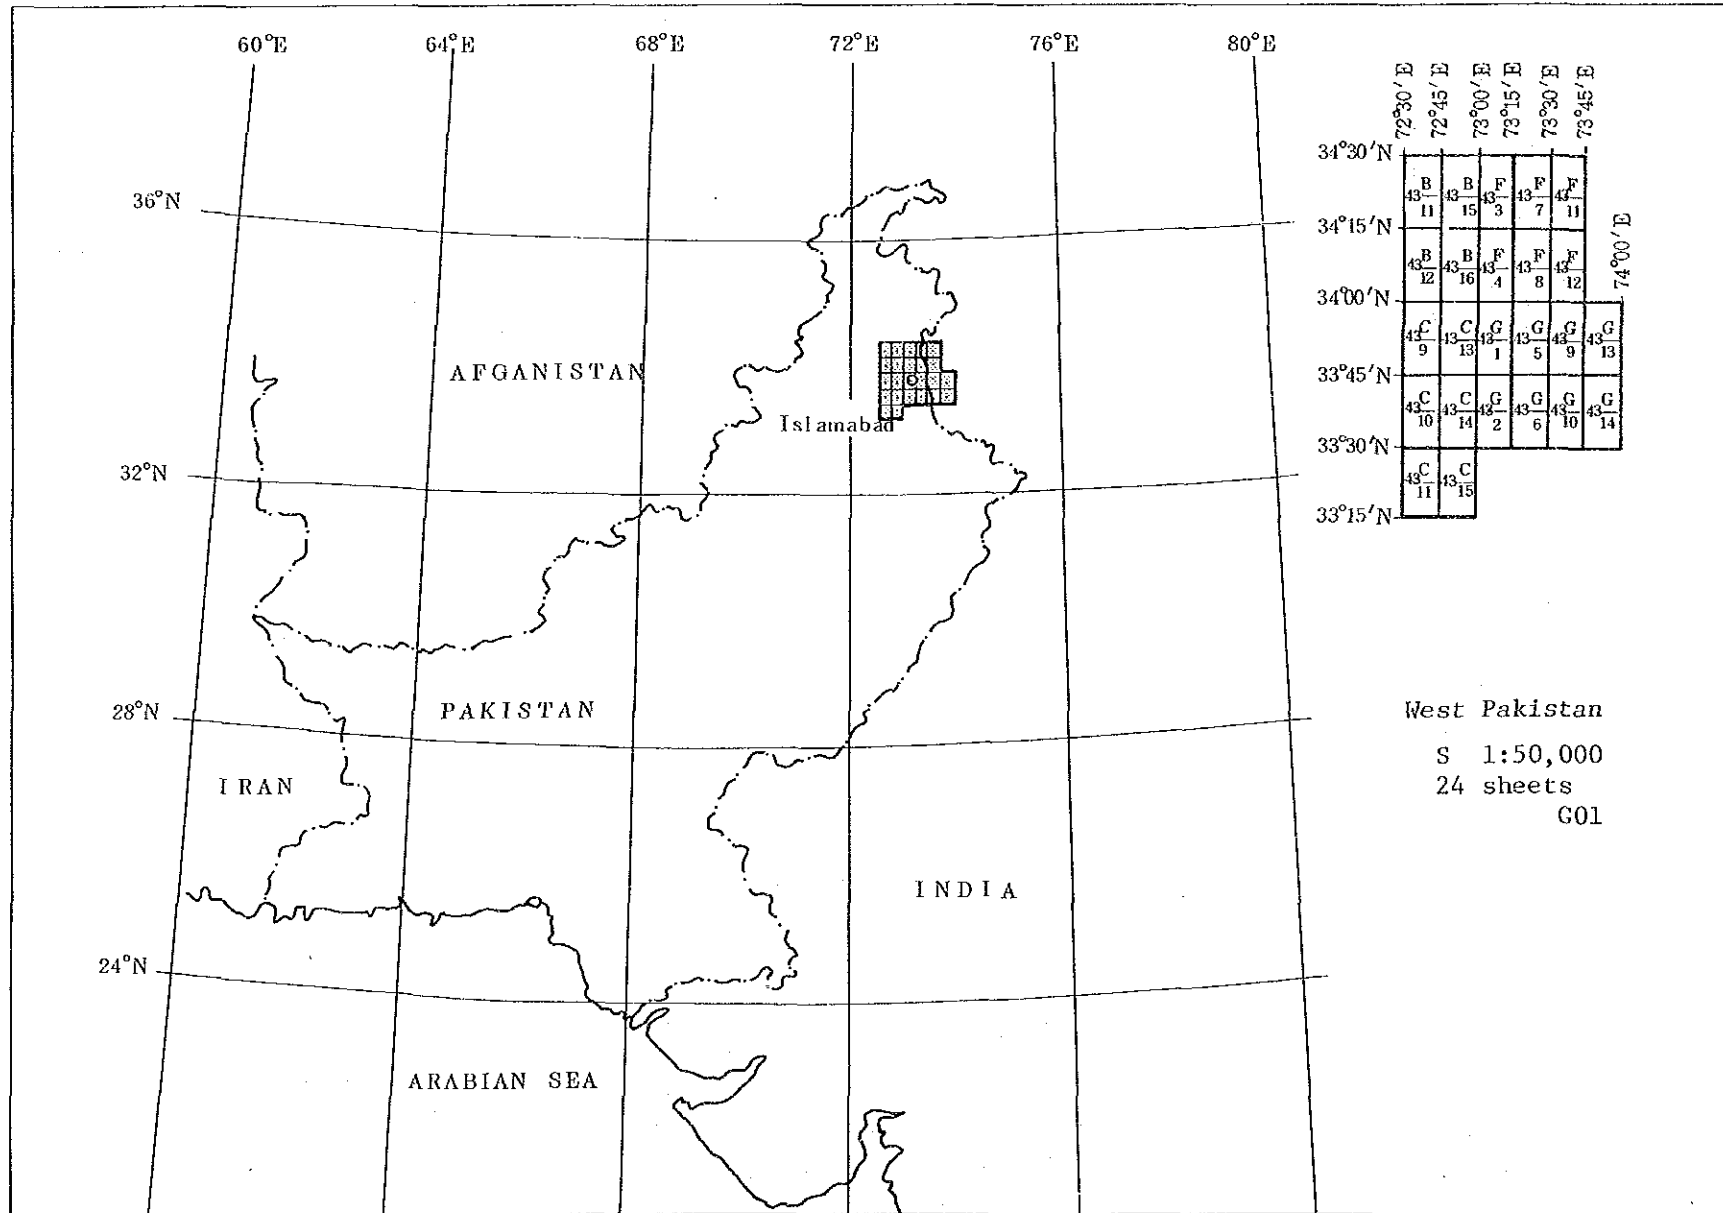 60°E 64°E 68°E 72°E 76°E 80°E
36°N
32°N
28°N
24°N
AFGANISTAN
Islamabad
PAKISTAN
IRAN
INDIA
ARABIAN SEA
72°30'E 72°45'E 73°00'E 73°15'E 73°30'E 73°45'E
74°00'E
34°30'N
43 B 11 43 B 15 43 F 3 43 F 7 43 F 11
34°15'N
43 B 12 43 B 16 43 F 4 43 F 8 43 F 12
34°00'N
43 C 9 43 C 13 43 G 1 43 G 5 43 G 9 43 G 13
33°45'N
43 C 10 43 C 14 43 G 2 43 G 6 43 G 10 43 G 14
33°30'N
43 C 11 43 C 15
33°15'N
West Pakistan
S 1:50,000
24 sheets
G01